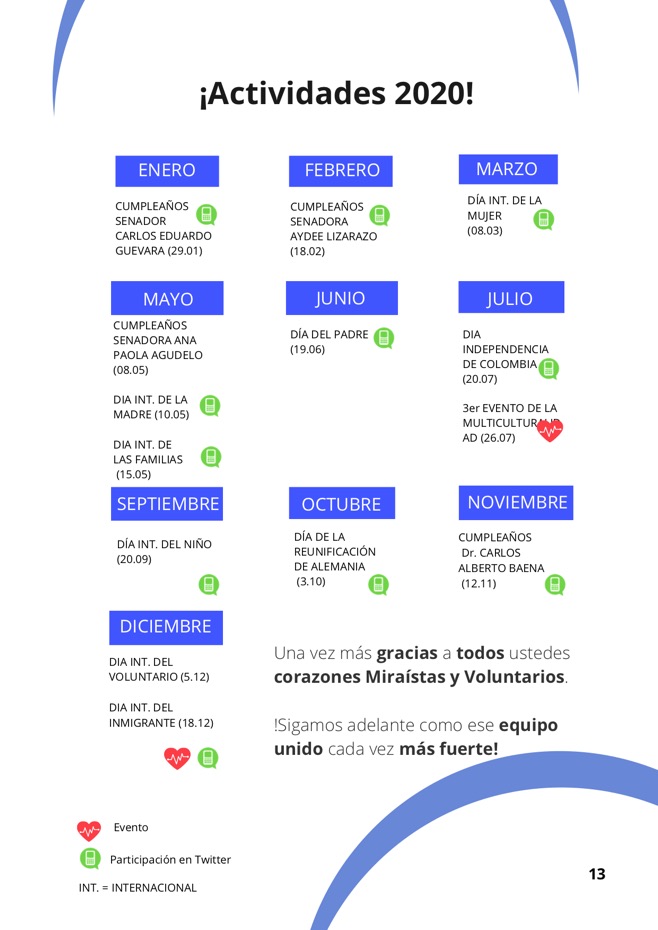 ¡Actividades 2020!
ENERO
CUMPLEAÑOS
SENADOR
CARLOS EDUARDO
GUEVARA (29.01)
FEBRERO
CUMPLEAÑOS
SENADORA
AYDEE LIZARAZO
(18.02)
MARZO
DÍA INT. DE LA
MUJER
(08.03)
MAYO
CUMPLEAÑOS
SENADORA ANA
PAOLA AGUDELO
(08.05)
DIA INT. DE LA
MADRE (10.05)
DIA INT. DE
LAS FAMILIAS
(15.05)
JUNIO
DÍA DEL PADRE
(19.06)
JULIO
DIA
INDEPENDENCIA
DE COLOMBIA
(20.07)
3er EVENTO DE LA
MULTICULTURALID
AD (26.07)
SEPTIEMBRE
DÍA INT. DEL NIÑO
(20.09)
OCTUBRE
DÍA DE LA
REUNIFICACIÓN
DE ALEMANIA
(3.10)
NOVIEMBRE
CUMPLEAÑOS
Dr. CARLOS
ALBERTO BAENA
(12.11)
DICIEMBRE
DIA INT. DEL
VOLUNTARIO (5.12)
DIA INT. DEL
INMIGRANTE (18.12)
Una vez más gracias a todos ustedes
corazones Miraístas y Voluntarios.
!Sigamos adelante como ese equipo
unido cada vez más fuerte!
Evento
Participación en Twitter
INT. = INTERNACIONAL
13